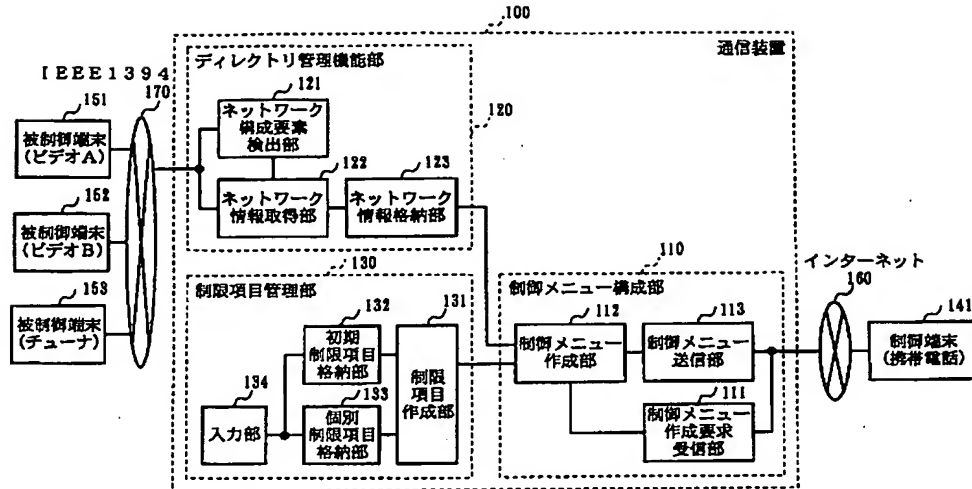 100
通信装置
ディレクトリ管理機能部
IEEE1394
151
170
被制御端末
(ビデオA)
121
ネットワーク
構成要素
検出部
120
152
被制御端末
(ビデオB)
122
ネットワーク
情報取得部
123
ネットワーク
情報格納部
153
被制御端末
(チューナ)
130
制限項目管理部
132
初期
制限項目
格納部
131
制限
項目
作成部
134
入力部
133
個別
制限項目
格納部
110
制御メニュー構成部
112
制御メニュー
作成部
113
制御メニュー
送信部
111
制御メニュー
作成要求
受信部
インターネット
160
141
制御端末
(携帯電話)